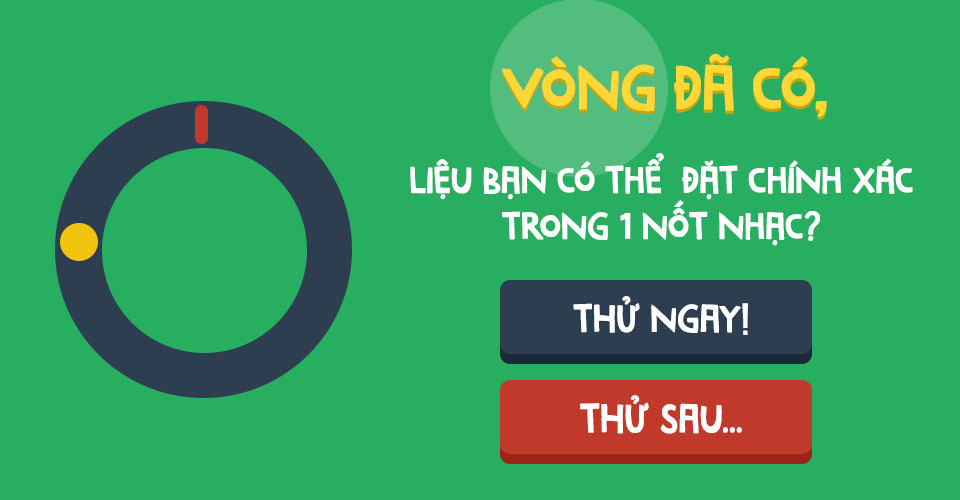 VÒNG ĐÃ CÓ,
LIỆU BẠN CÓ THỂ ĐẶT CHÍNH XÁC
TRONG 1 NỐT NHẠC?
THỬ NGAY!
THỬ SAU...